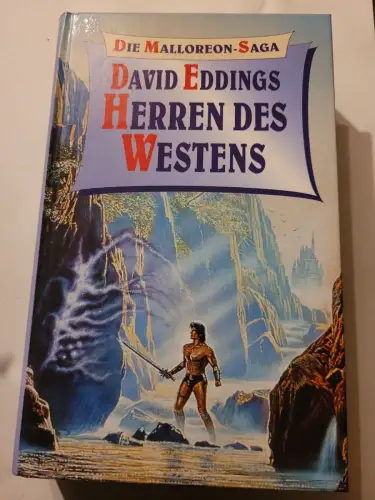 DIE MALLOREON-SAGA
DAVID EDDINGS
HERREN DES
WESTENS